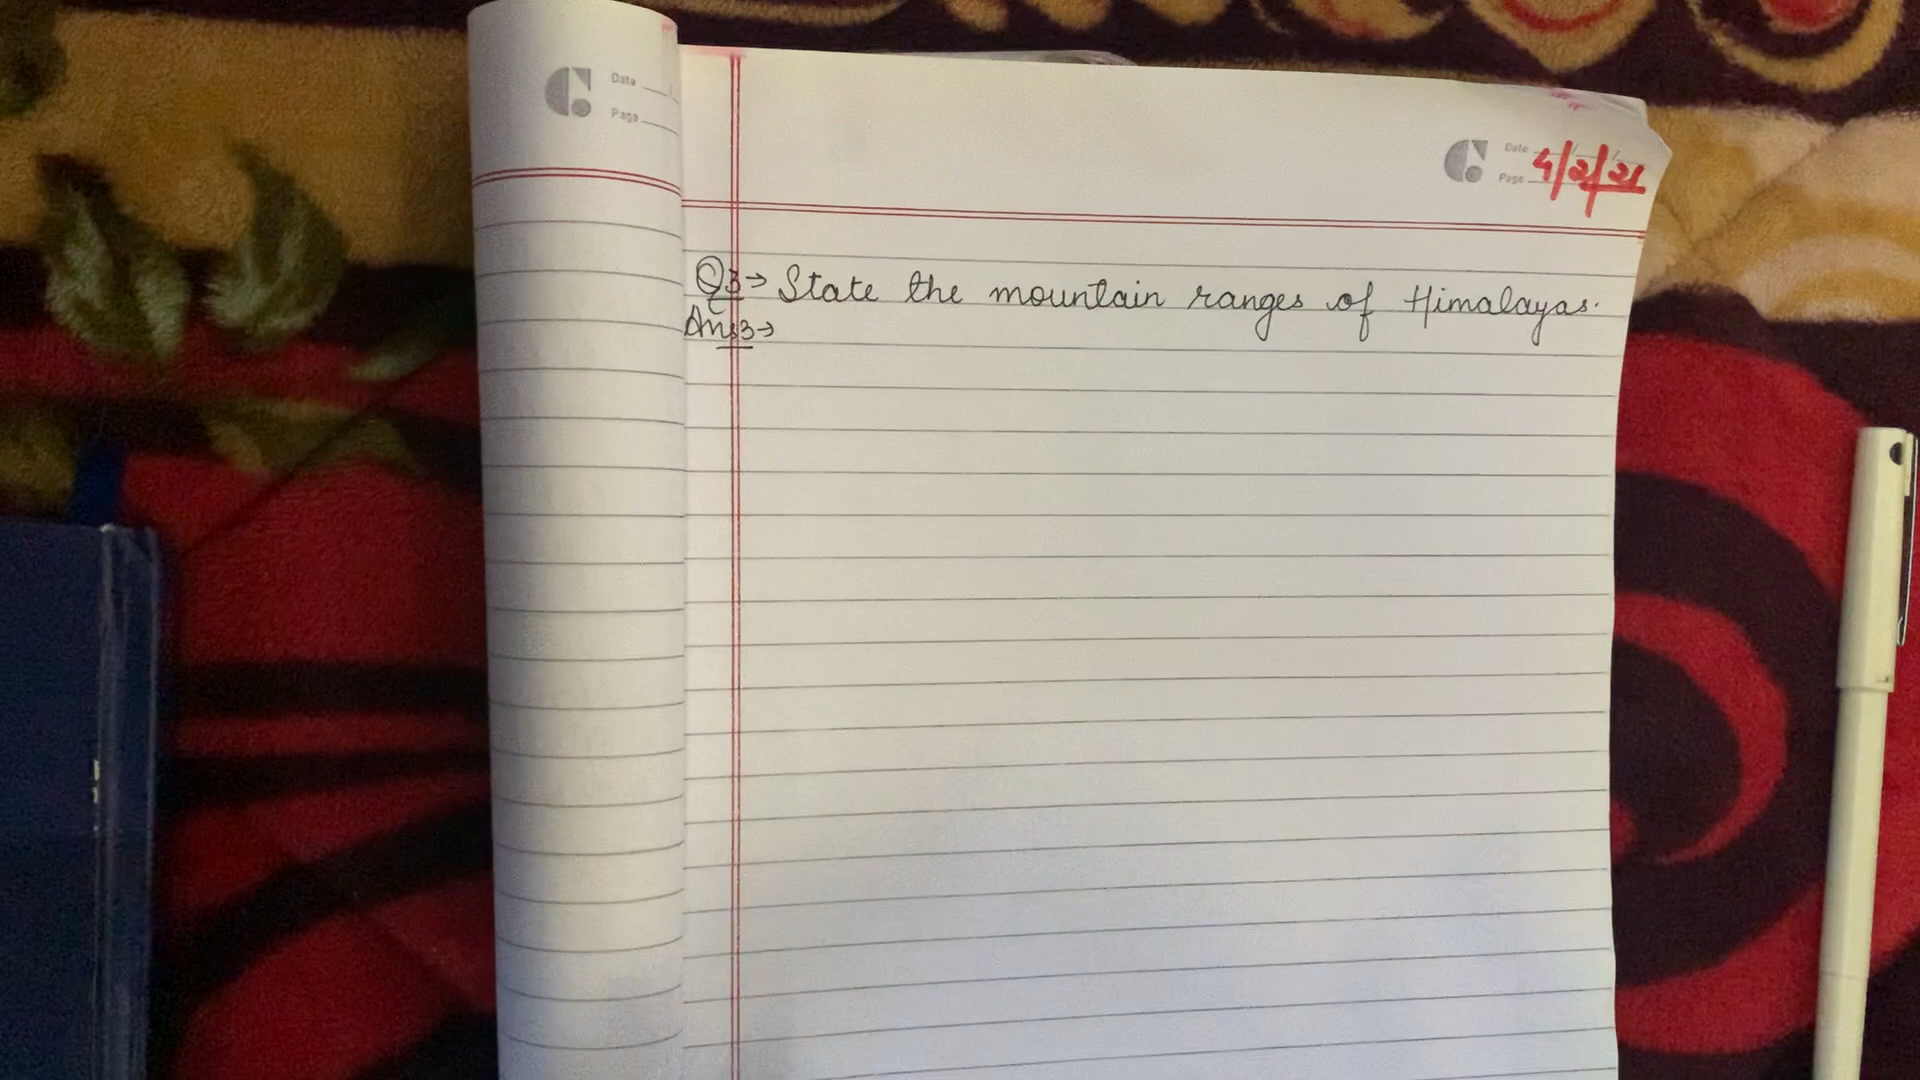 Date
Page
Date 4/2/21
Page
Q3→ State the mountain ranges of Himalayas.
Ans3→